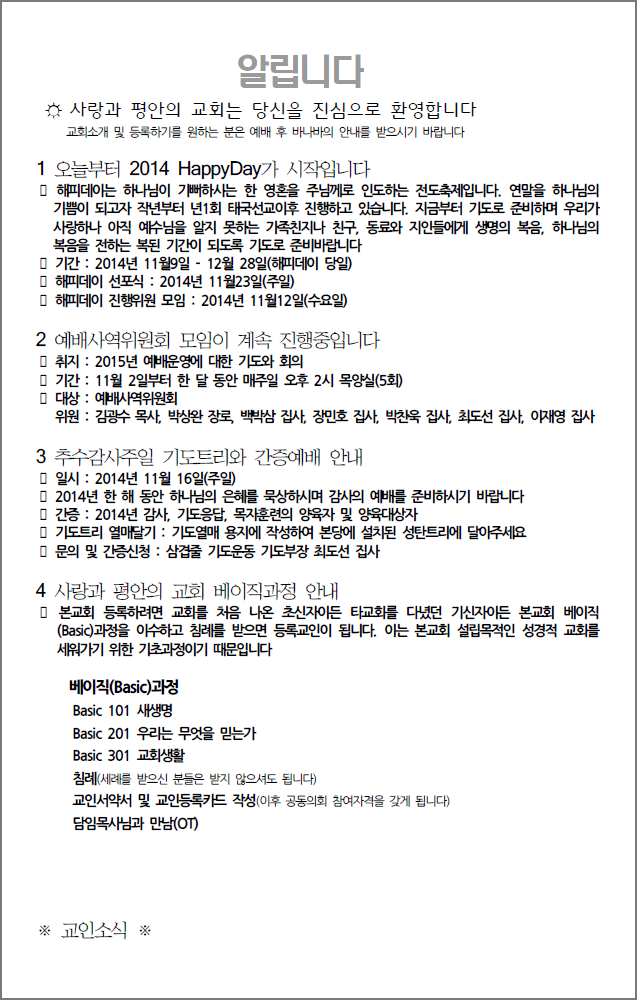 알립니다
☼ 사랑과 평안의 교회는 당신을 진심으로 환영합니다
교회소개 및 등록하기를 원하는 분은 예배 후 바나바의 안내를 받으시기 바랍니다
1 오늘부터 2014 HappyDay가 시작입니다
▯ 해피데이는 하나님이 기뻐하시는 한 영혼을 주님께로 인도하는 전도축제입니다. 연말을 하나님의
기쁨이 되고자 작년부터 년1회 태국선교이후 진행하고 있습니다. 지금부터 기도로 준비하며 우리가
사랑하나 아직 예수님을 알지 못하는 가족친지나 친구, 동료와 지인들에게 생명의 복음, 하나님의
복음을 전하는 복된 기간이 되도록 기도로 준비바랍니다
▯ 기간 : 2014년 11월9일 - 12월 28일(해피데이 당일)
▯ 해피데이 선포식 : 2014년 11월23일(주일)
▯ 해피데이 진행위원 모임 : 2014년 11월12일(수요일)
2 예배사역위원회 모임이 계속 진행중입니다
▯ 취지 : 2015년 예배운영에 대한 기도와 회의
▯ 기간 : 11월 2일부터 한 달 동안 매주일 오후 2시 목양실(5회)
▯ 대상 : 예배사역위원회
위원 : 김광수 목사, 박상완 장로, 백박삼 집사, 장민호 집사, 박찬욱 집사, 최도선 집사, 이재영 집사
3 추수감사주일 기도트리와 간증예배 안내
▯ 일시 : 2014년 11월 16일(주일)
▯ 2014년 한 해 동안 하나님의 은혜를 묵상하시며 감사의 예배를 준비하시기 바랍니다
▯ 간증 : 2014년 감사, 기도응답, 목자훈련의 양육자 및 양육대상자
▯ 기도트리 열매달기 : 기도열매 용지에 작성하여 본당에 설치된 성탄트리에 달아주세요
▯ 문의 및 간증신청 : 삼겹줄 기도운동 기도부장 최도선 집사
4 사랑과 평안의 교회 베이직과정 안내
▯ 본교회 등록하려면 교회를 처음 나온 초신자이든 타교회를 다녔던 기신자이든 본교회 베이직
(Basic)과정을 이수하고 침례를 받으면 등록교인이 됩니다. 이는 본교회 설립목적인 성경적 교회를
세워가기 위한 기초과정이기 때문입니다
베이직(Basic)과정
Basic 101 새생명
Basic 201 우리는 무엇을 믿는가
Basic 301 교회생활
침례(세례를 받으신 분들은 받지 않으셔도 됩니다)
교인서약서 및 교인등록카드 작성(이후 공동의회 참여자격을 갖게 됩니다)
담임목사님과 만남(OT)
※ 교인소식 ※